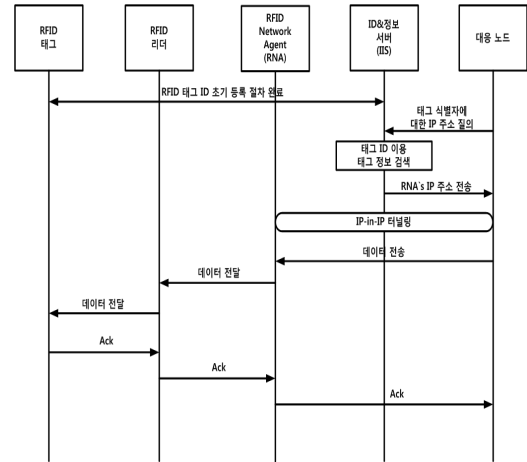 RFID
태그
RFID
리더
RFID
Network
Agent
(RNA)
ID&정보
서버
(IIS)
대응 노드
RFID 태그 ID 초기 등록 절차 완료
태그 식별자에
대한 IP 주소 질의
태그 ID 이용
태그 정보 검색
RNA's IP 주소 전송
IP-in-IP 터널링
데이터 전송
데이터 전달
데이터 전달
Ack
Ack
Ack